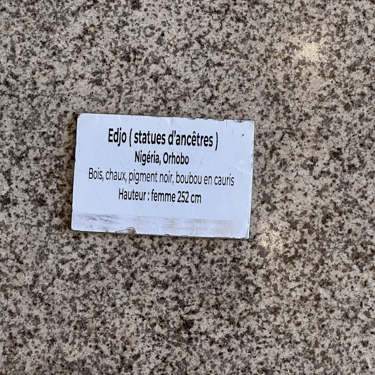 Edjo ( statues d'ancêtres )
Nigéria, Orhobo
Bois, chaux, pigment noir, boubou en cauris
Hauteur : femme 252 cm